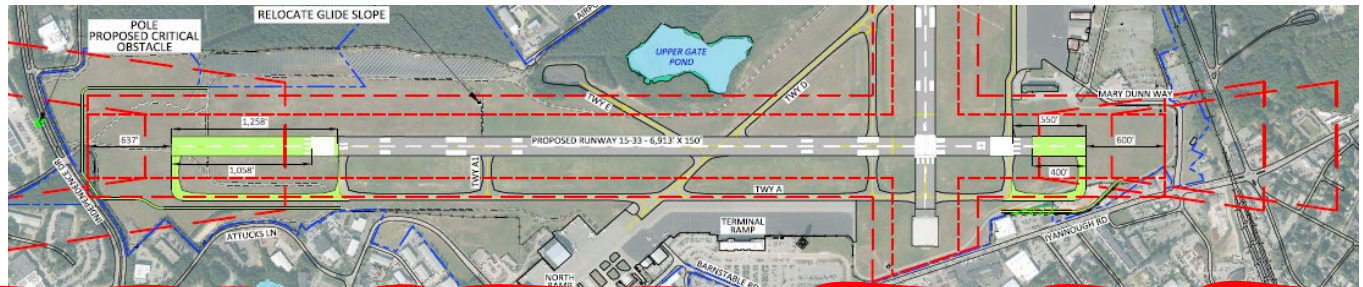 RELOCATE GLIDE SLOPE
POLE
PROPOSED CRITICAL
OBSTACLE
UPPER GATE
POND
TWY E
TWY D
MARY DUNN WAY
1,258'
550'
637'
PROPOSED RUNWAY 15-33 - 6,913' X 150'
600'
1,058'
TWY A1
400'
TWY A
INDEPENDENCE DR
ATTUCKS LN
TERMINAL
RAMP
IYANNOUGH RD
NORTH
RAMP
BARNSTABLE RD